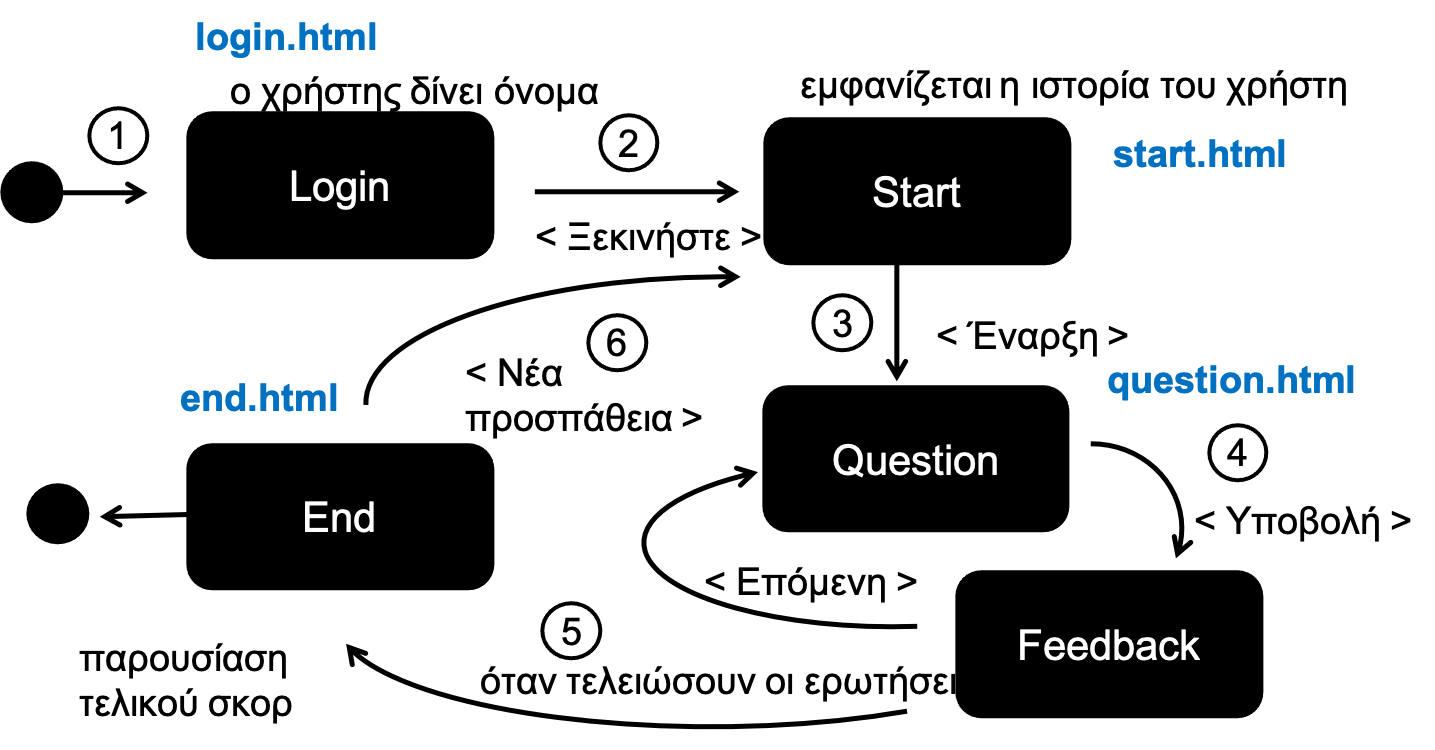 login.html
ο χρήστης δίνει όνομα
εμφανίζεται η ιστορία του χρήστη
1
2
Login
Start
start.html
< Ξεκινήστε >
3
< Έναρξη >
6
< Νέα
προσπάθεια >
end.html
question.html
Question
4
End
< Υποβολή >
< Επόμενη >
5
Feedback
όταν τελειώσουν οι ερωτήσει
παρουσίαση
τελικού σκορ